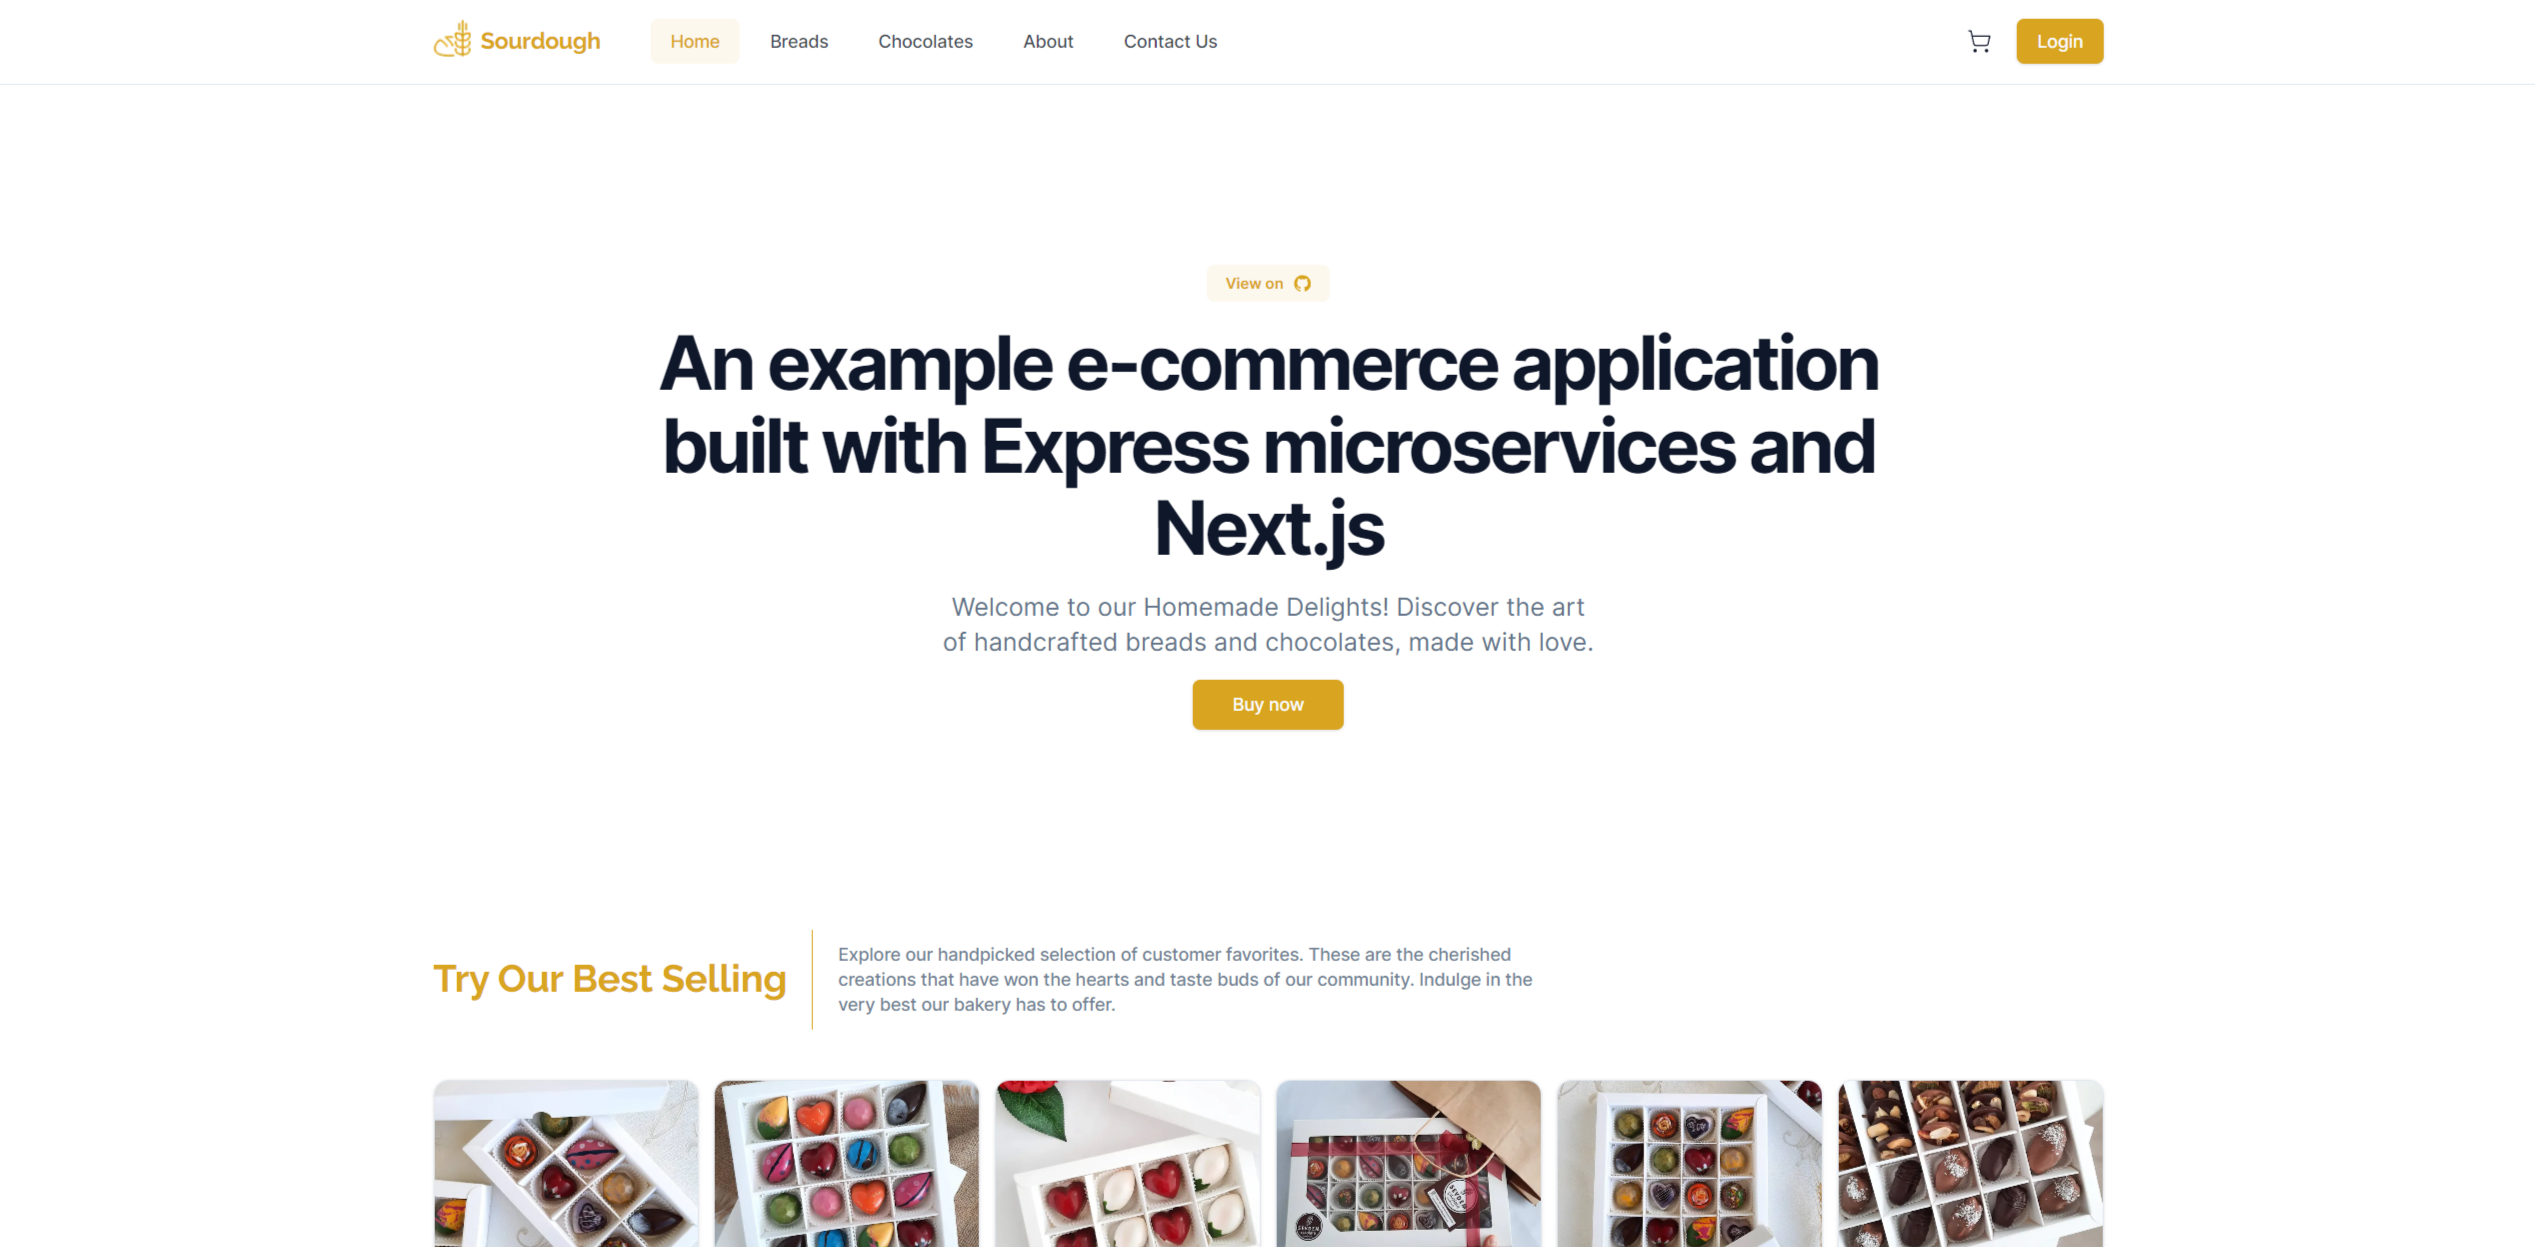 Sourdough
Home
Breads
Chocolates
About
Contact Us
Login
View on
An example e-commerce application
built with Express microservices and
Next.js
Welcome to our Homemade Delights! Discover the art
of handcrafted breads and chocolates, made with love.
Buy now
Try Our Best Selling
Explore our handpicked selection of customer favorites. These are the cherished
creations that have won the hearts and taste buds of our community. Indulge in the
very best our bakery has to offer.